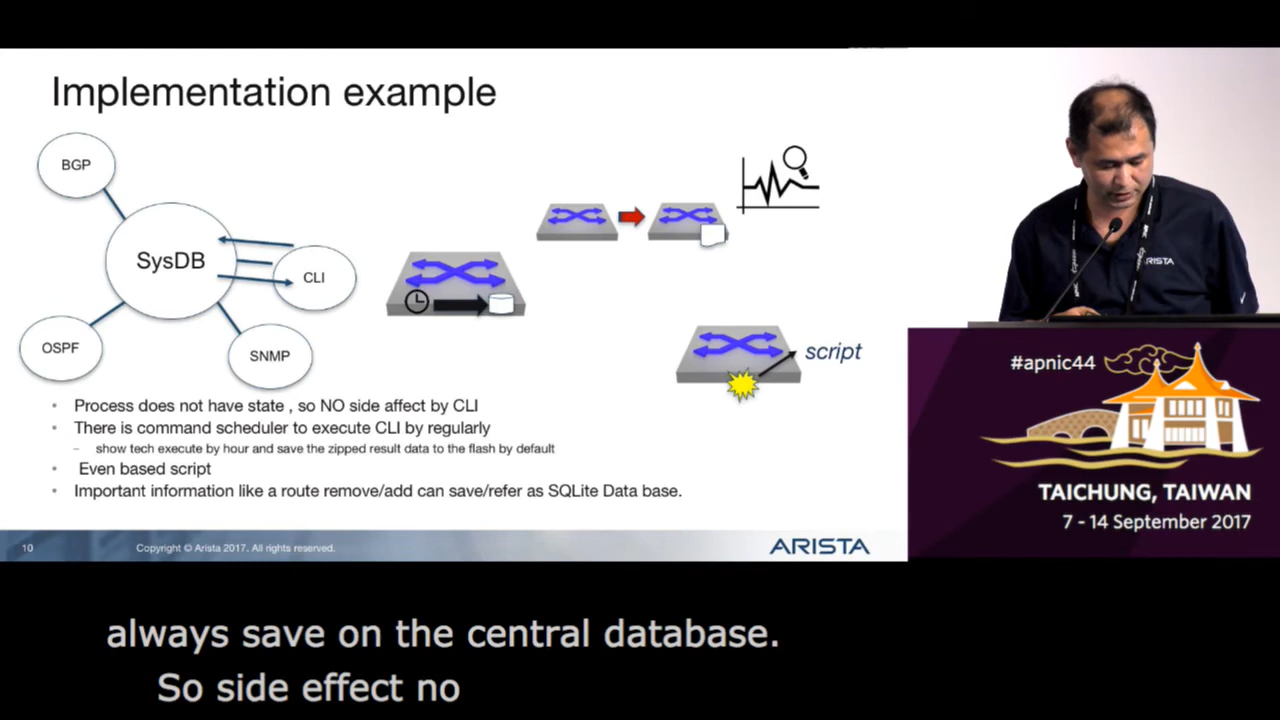 Implementation example
BGP
SysDB
CLI
OSPF
SNMP
script
• Process does not have state , so NO side affect by CLI
• There is command scheduler to execute CLI by regularly
– show tech execute by hour and save the zipped result data to the flash by default
• Even based script
• Important information like a route remove/add can save/refer as SQLite Data base.
10
Copyright © Arista 2017. All rights reserved.
ARISTA
ARISTA
#apnic44
TAICHUNG, TAIWAN
7 - 14 September 2017
always save on the central database.
So side effect no